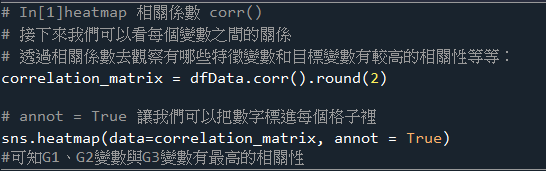 # In[1]heatmap 相關係數 corr()
# 接下來我們可以看每個變數之間的關係
# 透過相關係數去觀察有哪些特徵變數和目標變數有較高的相關性等等：
correlation_matrix = dfData.corr().round(2)
# annot = True 讓我們可以把數字標進每個格子裡
sns.heatmap(data=correlation_matrix, annot = True)
#可知G1、G2變數與G3變數有最高的相關性